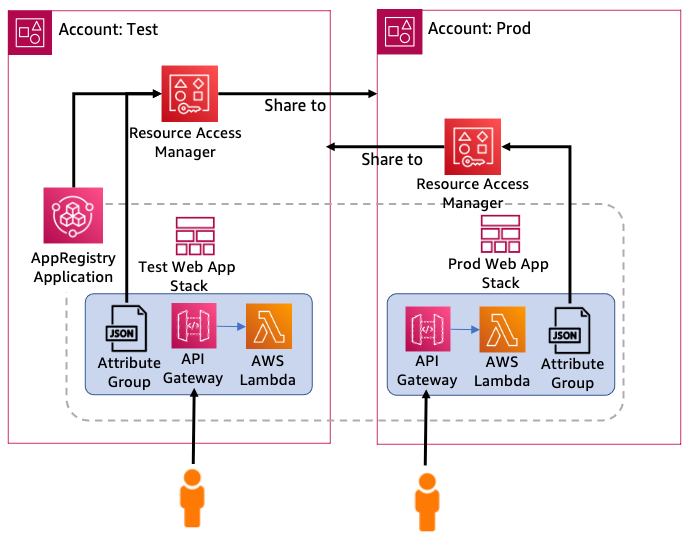 Account: Test
Account: Prod
Share to
Resource Access
Manager
Share to
Resource Access
Manager
AppRegistry
Application
Test Web App
Stack
Prod Web App
Stack
JSON
Attribute
Group
</>
API
Gateway
AWS
Lambda
</>
API
Gateway
AWS
Lambda
JSON
Attribute
Group